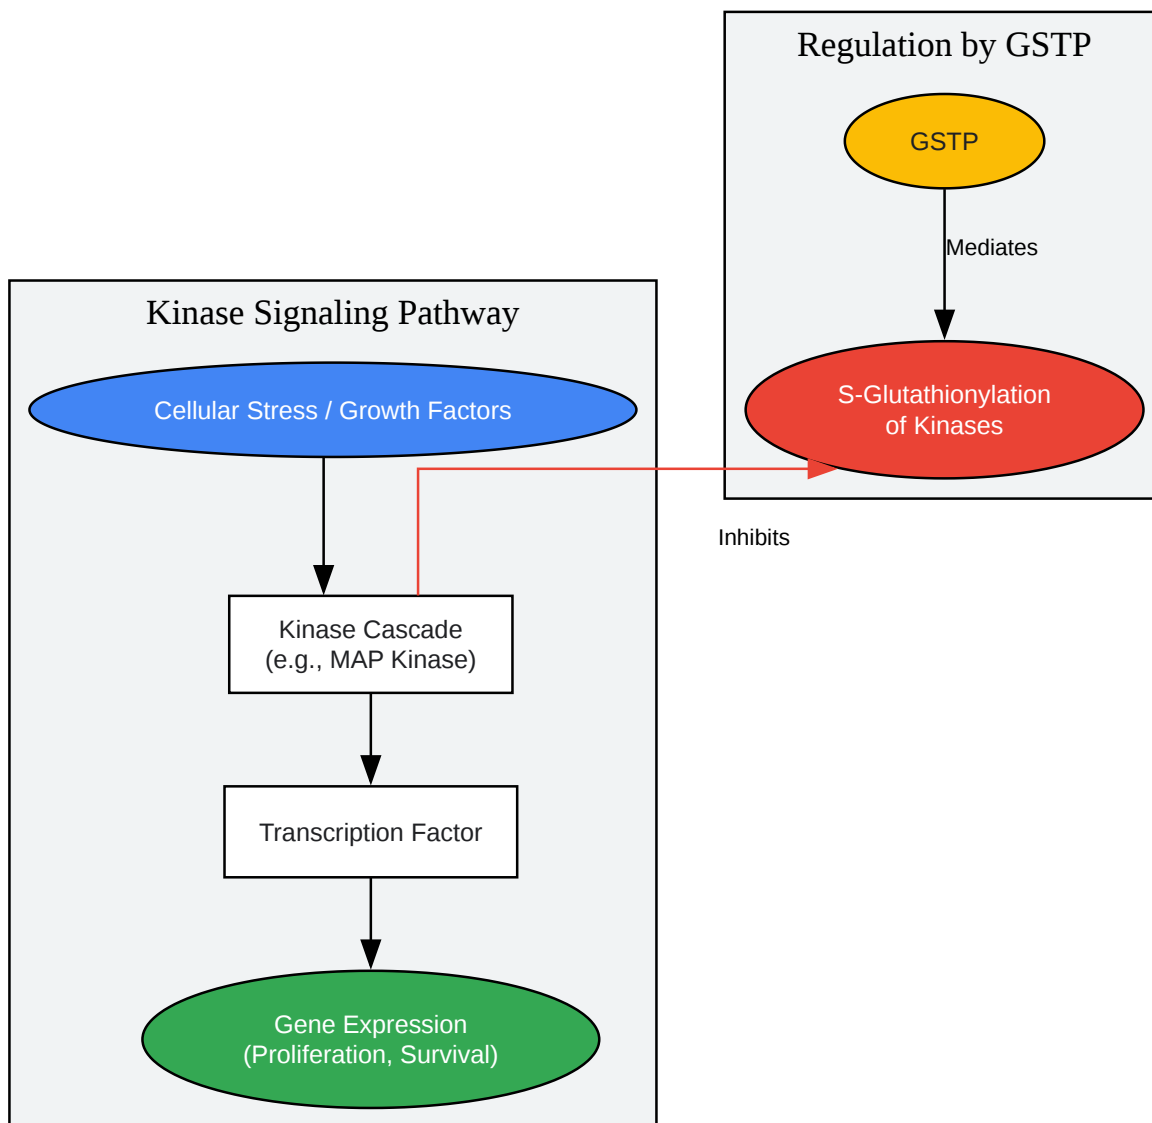 Regulation by GSTP
GSTP
Mediates
S-Glutathionylation
of Kinases
Inhibits
Kinase Signaling Pathway
Cellular Stress / Growth Factors
Kinase Cascade
(e.g., MAP Kinase)
Transcription Factor
Gene Expression
(Proliferation, Survival)